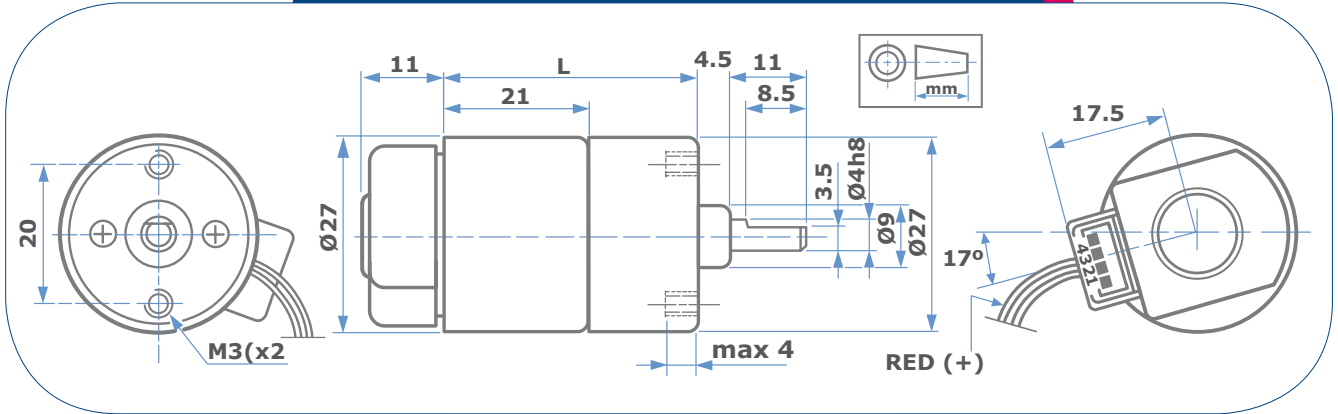 11
L
4.5
11
21
8.5
mm
17.5
20
Ø27
3.5
Ø4h8
Ø9
Ø27
17º
4321
M3(x2
max 4
RED (+)